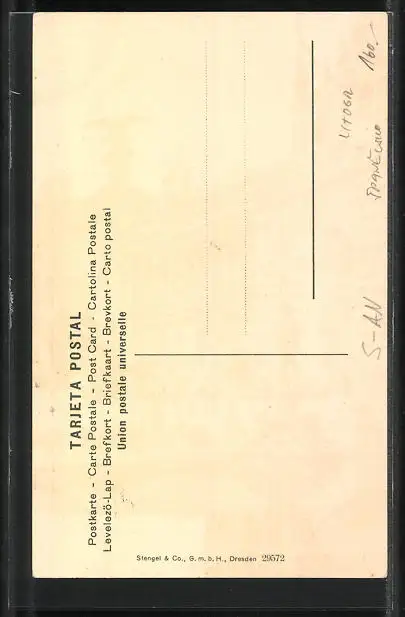 TARJETA POSTAL
Postkarte - Carte Postale - Post Card - Cartolina Postale
Levelező-Lap - Brefkort - Briefkaart - Brevkort - Carto postal
Union postale universelle
Stengel & Co., G. m. b. H., Dresden 29572
160.-
LITOGR
S-AN